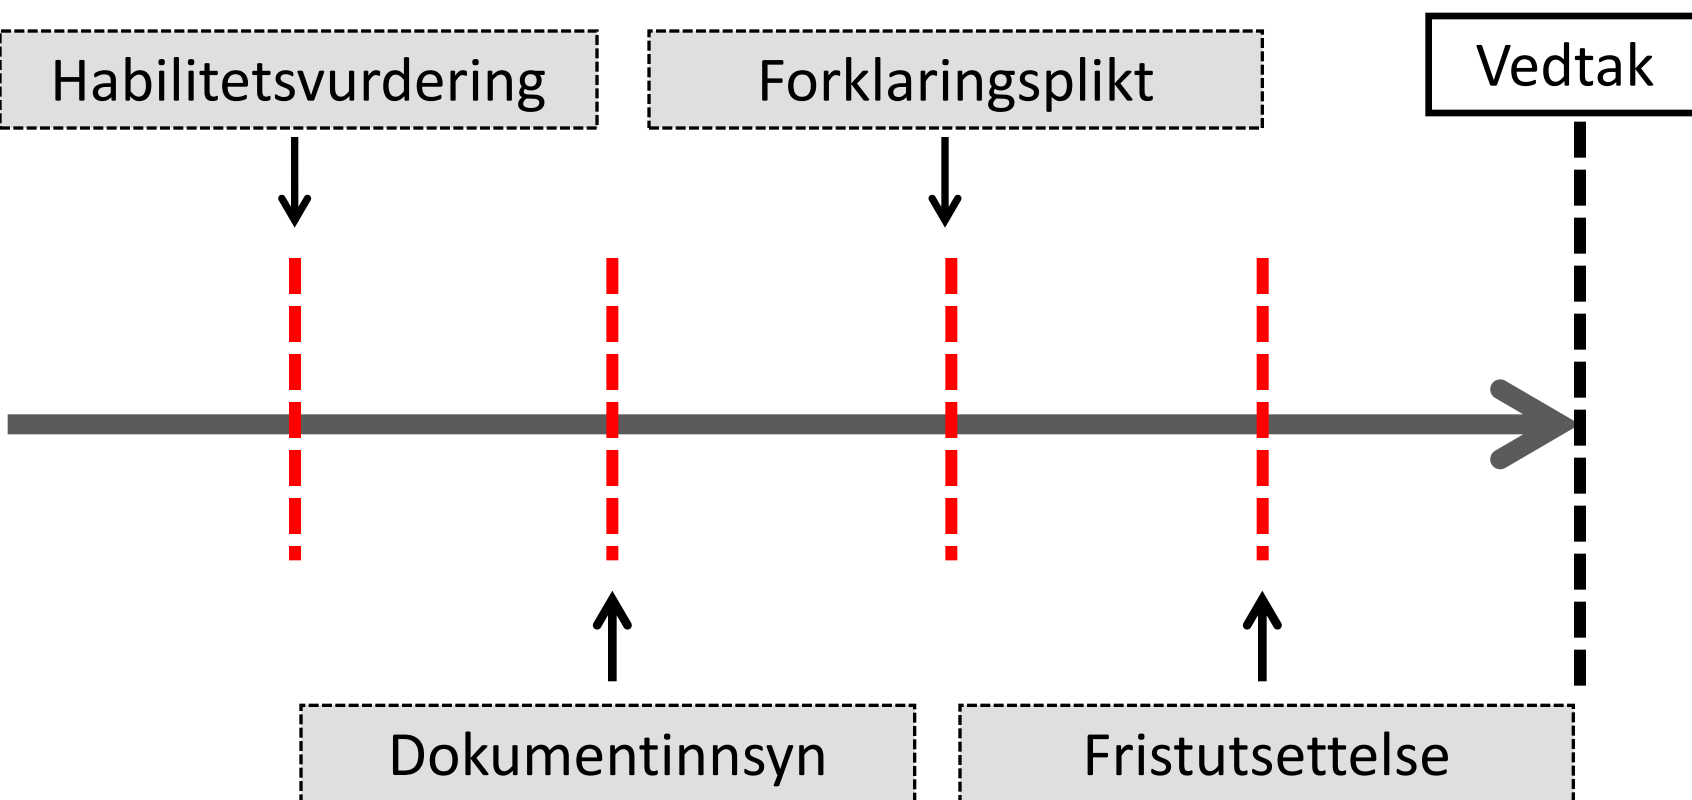 Habilitetsvurdering
Forklaringsplikt
Vedtak
Dokumentinnsyn
Fristutsettelse